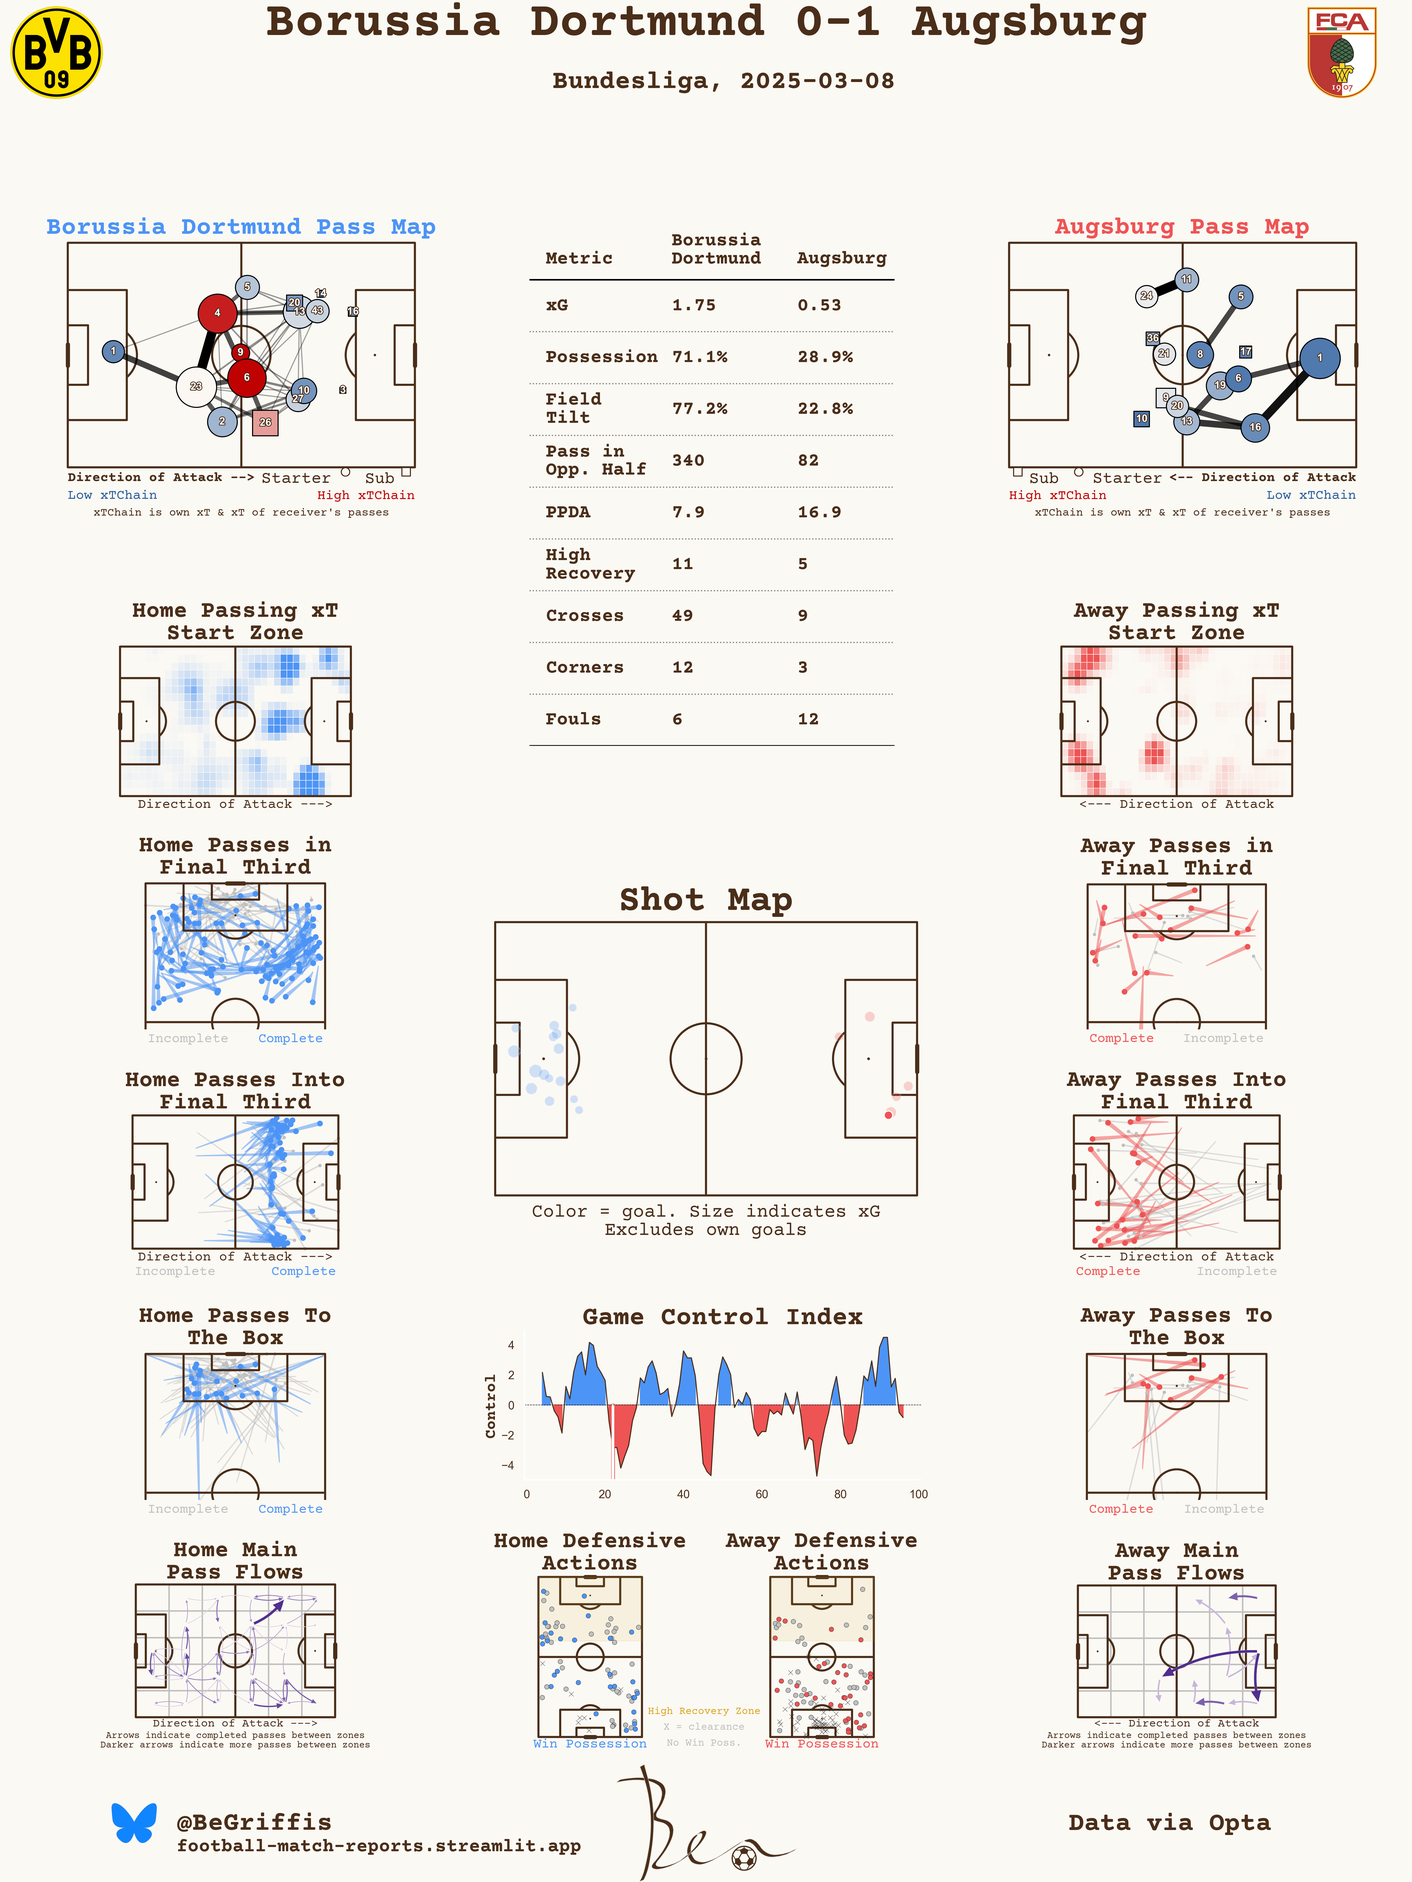 Borussia Dortmund 0-1 Augsburg
Bundesliga, 2025-03-08
BVB
09
FCA
1907
Borussia Dortmund Pass Map
1
4
5
23
2
9
6
20
13
43
14
16
10
27
3
26
Direction of Attack --> Starter Sub
Low xTChain High xTChain
xTChain is own xT & xT of receiver's passes
Metric Borussia Dortmund Augsburg
xG 1.75 0.53
Possession 71.1% 28.9%
Field Tilt 77.2% 22.8%
Pass in Opp. Half 340 82
PPDA 7.9 16.9
High Recovery 11 5
Crosses 49 9
Corners 12 3
Fouls 6 12
Augsburg Pass Map
11
24
5
36
21
8
17
1
19
6
9
20
10
13
16
Sub Starter <-- Direction of Attack
High xTChain Low xTChain
xTChain is own xT & xT of receiver's passes
Home Passing xT
Start Zone
Direction of Attack --->
Away Passing xT
Start Zone
<--- Direction of Attack
Home Passes in
Final Third
Incomplete Complete
Away Passes in
Final Third
Complete Incomplete
Shot Map
Color = goal. Size indicates xG
Excludes own goals
Home Passes Into
Final Third
Direction of Attack --->
Incomplete Complete
Away Passes Into
Final Third
<--- Direction of Attack
Complete Incomplete
Home Passes To
The Box
Incomplete Complete
Game Control Index
Control
4
2
0
−2
−4
0 20 40 60 80 100
Away Passes To
The Box
Complete Incomplete
Home Main
Pass Flows
Direction of Attack --->
Arrows indicate completed passes between zones
Darker arrows indicate more passes between zones
Home Defensive
Actions
Win Possession
High Recovery Zone
X = clearance
No Win Poss.
Away Defensive
Actions
Win Possession
Away Main
Pass Flows
<--- Direction of Attack
Arrows indicate completed passes between zones
Darker arrows indicate more passes between zones
@BeGriffis
football-match-reports.streamlit.app
Ben
Data via Opta